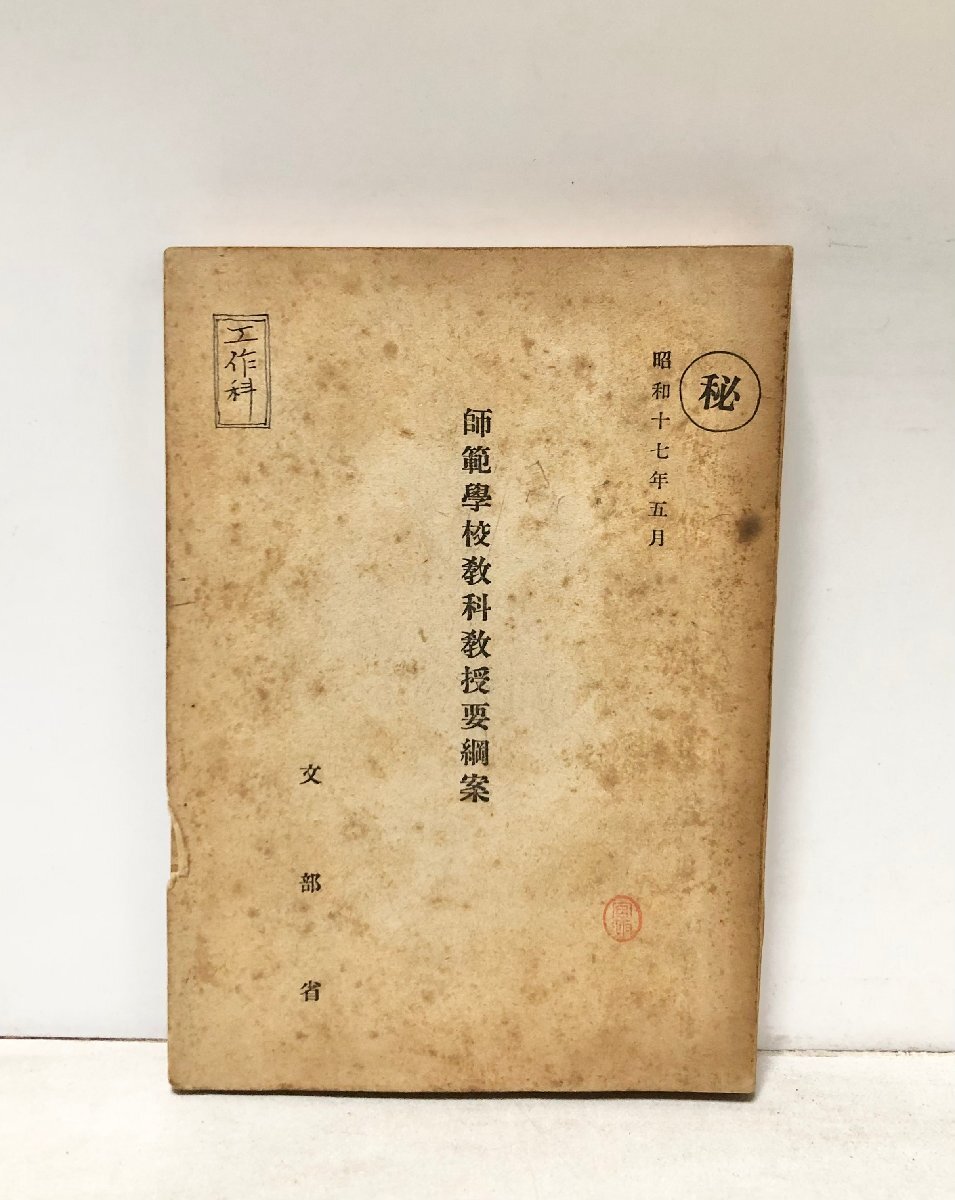 秘
昭和十七年五月
師範學校教科教授要綱案
文部省
工作科